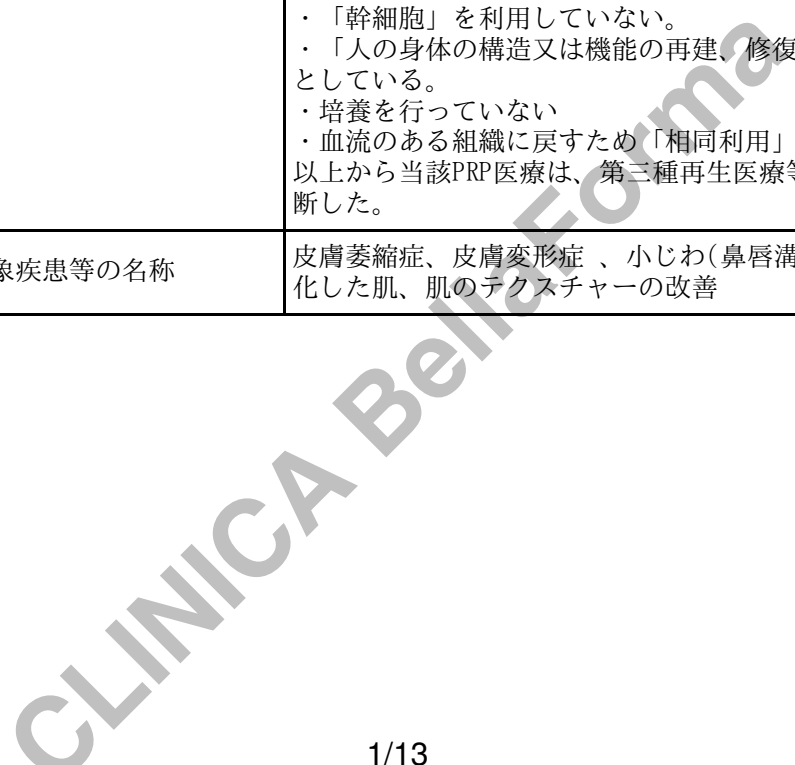 ・「幹細胞」を利用していない。
・「人の身体の構造又は機能の再建、修復
としている。
・培養を行っていない
・血流のある組織に戻すため「相同利用」
以上から当該PRP医療は、第三種再生医療等
断した。
象疾患等の名称
皮膚萎縮症、皮膚変形症 、小じわ(鼻唇溝
化した肌、肌のテクスチャーの改善
CLINICA BellaForma
1/13